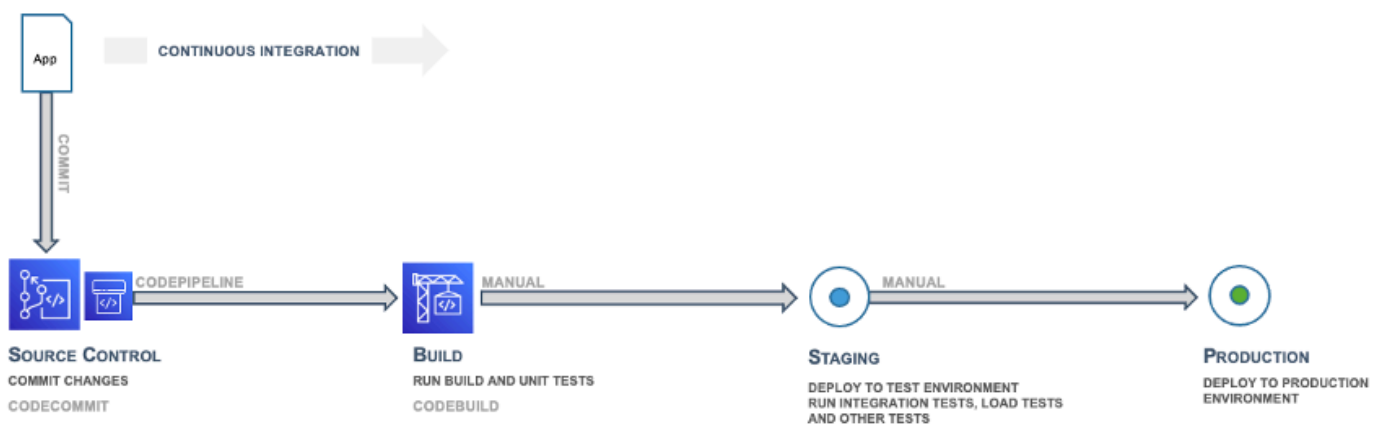 App
CONTINUOUS INTEGRATION
COMMIT
CODEPIPELINE
MANUAL
MANUAL
</>
</>
</>
SOURCE CONTROL
COMMIT CHANGES
CODECOMMIT
BUILD
RUN BUILD AND UNIT TESTS
CODEBUILD
STAGING
DEPLOY TO TEST ENVIRONMENT
RUN INTEGRATION TESTS, LOAD TESTS
AND OTHER TESTS
PRODUCTION
DEPLOY TO PRODUCTION
ENVIRONMENT